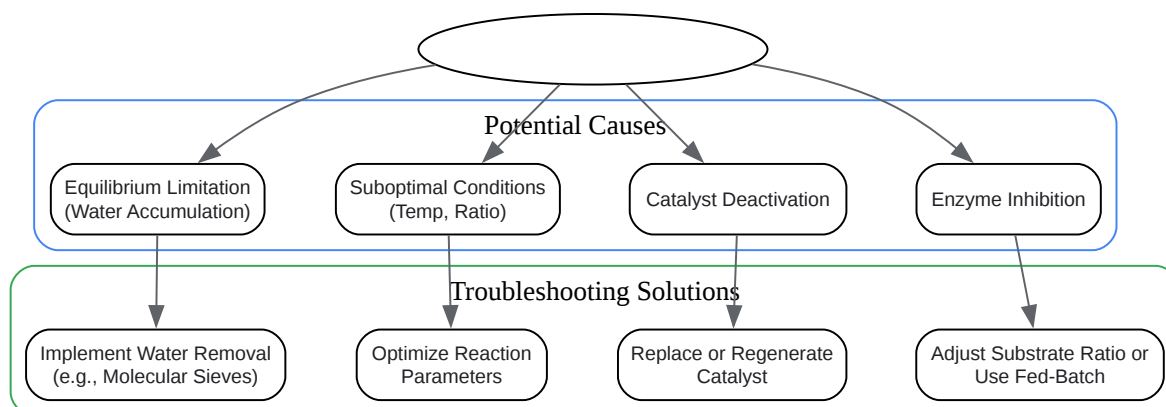 Potential Causes
Equilibrium Limitation
(Water Accumulation)
Suboptimal Conditions
(Temp, Ratio)
Catalyst Deactivation
Enzyme Inhibition
Troubleshooting Solutions
Implement Water Removal
(e.g., Molecular Sieves)
Optimize Reaction
Parameters
Replace or Regenerate
Catalyst
Adjust Substrate Ratio or
Use Fed-Batch